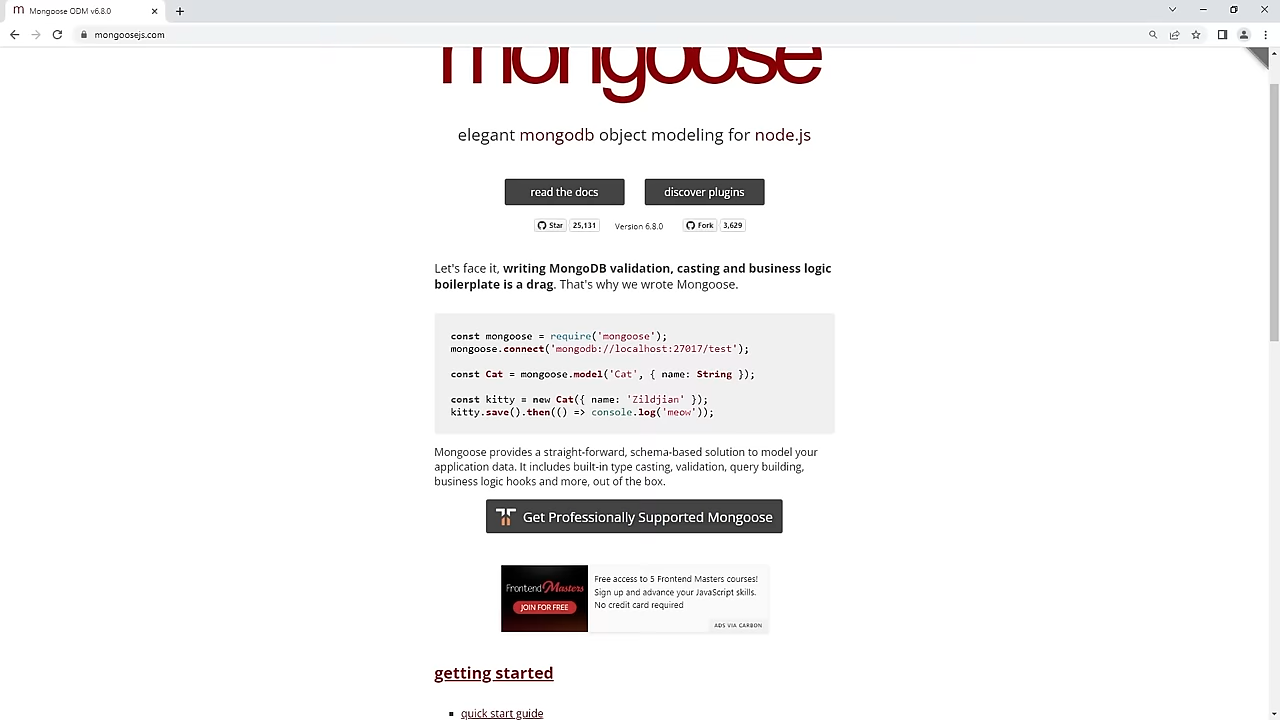 Mongoose ODM v6.8.0
mongoosejs.com
mongoose
elegant mongodb object modeling for node.js
read the docs
discover plugins
Star 25,131
Version 6.8.0
Fork 3,629
Let's face it, writing MongoDB validation, casting and business logic
boilerplate is a drag. That's why we wrote Mongoose.
const mongoose = require('mongoose');
mongoose.connect('mongodb://localhost:27017/test');
const Cat = mongoose.model('Cat', { name: String });
const kitty = new Cat({ name: 'Zildjian' });
kitty.save().then(() => console.log('meow'));
Mongoose provides a straight-forward, schema-based solution to model your
application data. It includes built-in type casting, validation, query building,
business logic hooks and more, out of the box.
Get Professionally Supported Mongoose
Frontend Masters
JOIN FOR FREE
Free access to 5 Frontend Masters courses!
Sign up and advance your JavaScript skills.
No credit card required
ADS VIA CARBON
getting started
quick start guide